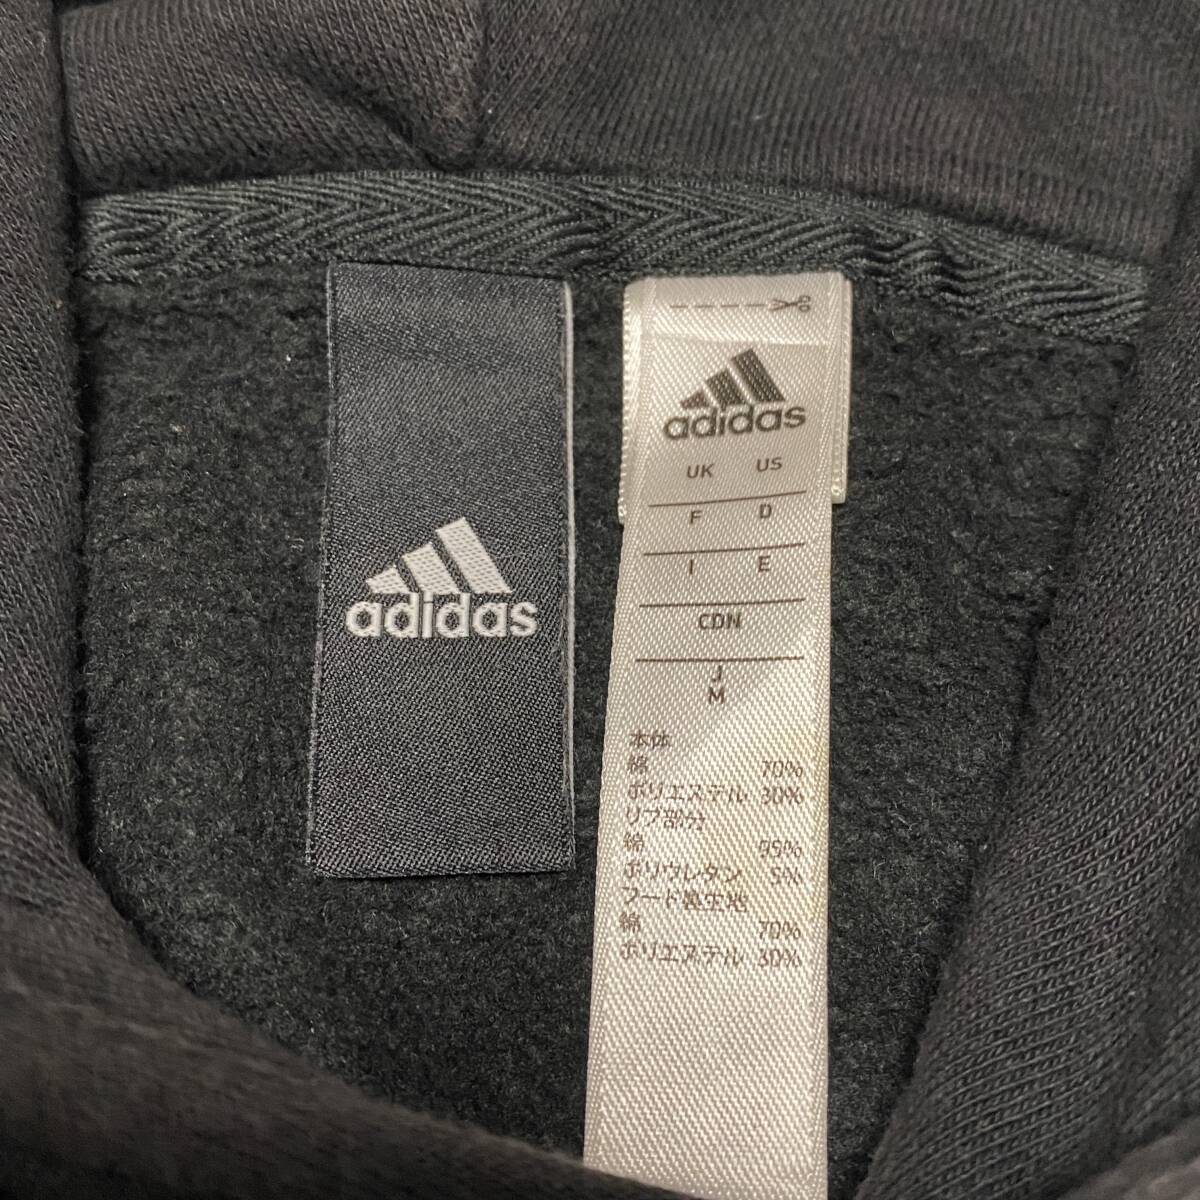 adidas
adidas
UK US
F D
I E
CDN
J
M
本体
綿 70%
ポリエステル 30%
リブ部分
綿 95%
ポリウレタン 5%
フード裏生地
綿 70%
ポリエステル 30%